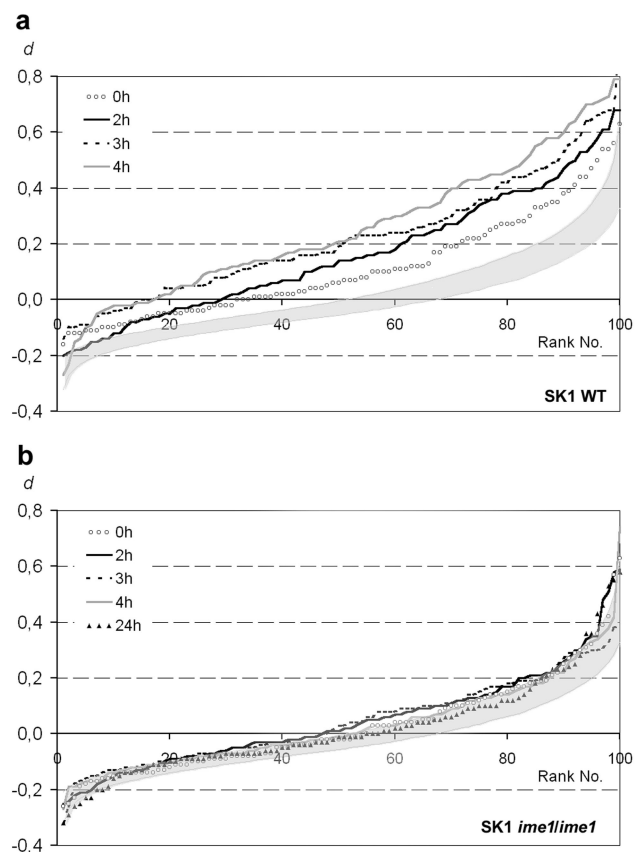 a
d
0,8
0,6
0,4
0,2
0,0
-0,2
-0,4
0h
2h
3h
4h
0 20 40 60 80 100
Rank No.
SK1 WT
b
d
0,8
0,6
0,4
0,2
0,0
-0,2
-0.4
0h
2h
3h
4h
24h
0 20 40 60 80 100
Rank No.
SK1 ime1/ime1